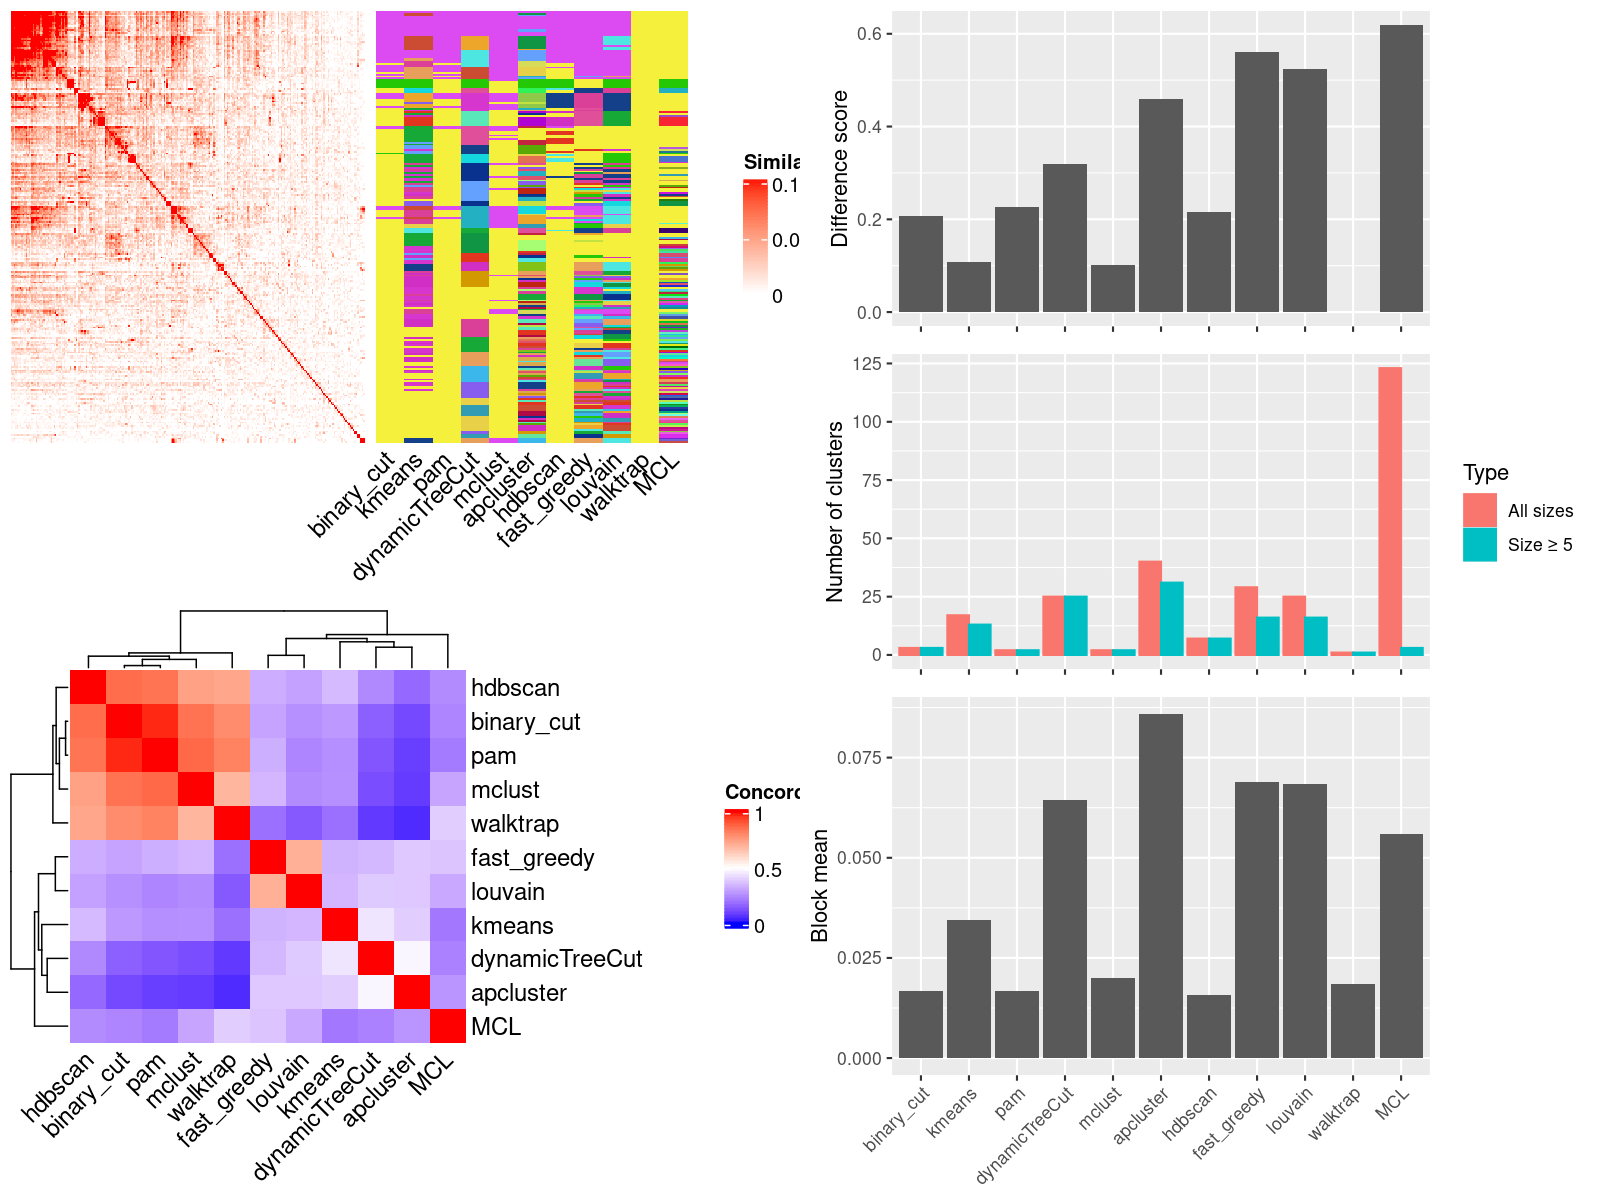 Simila
0.1
0.0
0
binary_cut
kmeans
pam
dynamicTreeCut
mclust
apcluster
hdbscan
fast_greedy
louvain
walktrap
MCL
hdbscan
binary_cut
pam
mclust
walktrap
fast_greedy
louvain
kmeans
dynamicTreeCut
apcluster
MCL
hdbscan
binary_cut
pam
mclust
walktrap
fast_greedy
louvain
kmeans
dynamicTreeCut
apcluster
MCL
Concord
1
0.5
0
Difference score
0.6
0.4
0.2
0.0
Number of clusters
125
100
75
50
25
0
Type
All sizes
Size ≥ 5
Block mean
0.075
0.050
0.025
0.000
binary_cut
kmeans
pam
dynamicTreeCut
mclust
apcluster
hdbscan
fast_greedy
louvain
walktrap
MCL